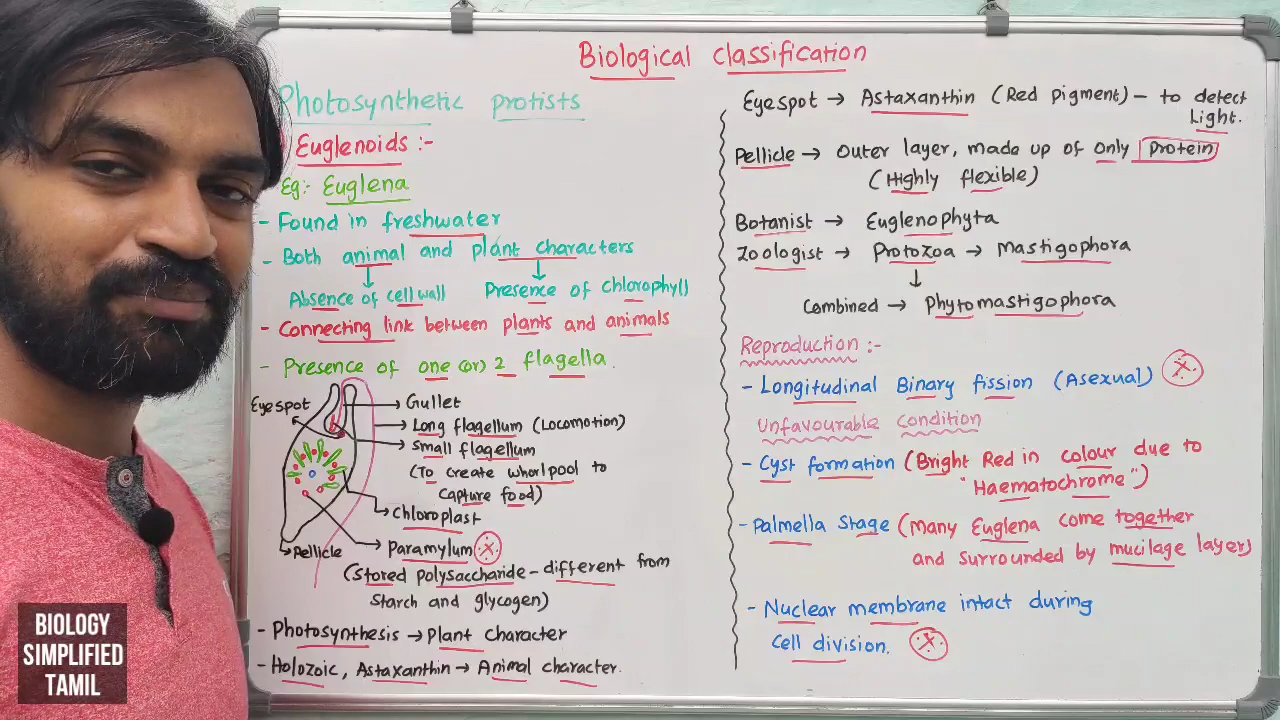 Biological classification
Photosynthetic protists
Euglenoids :-
Eg:- Euglena
- Found in freshwater
- Both animal and plant characters
Absence of cell wall
Presence of chlorophyll
- Connecting link between plants and animals
- Presence of one (or) 2 flagella.
Eyespot
→ Gullet
→ Long flagellum (Locomotion)
→ Small flagellum
(To create whorlpool to
capture food)
→ Chloroplast
→ Pellicle
→ Paramylum
(Stored polysaccharide - different from
Starch and glycogen)
- Photosynthesis → Plant character
- Holozoic, Astaxanthin → Animal character.
Eyespot → Astaxanthin (Red pigment) - to detect
Light.
Pellicle → Outer layer, made up of only protein
(Highly flexible)
Botanist → Euglenophyta
Zoologist → Protozoa → Mastigophora
Combined → Phytomastigophora
Reproduction :-
- Longitudinal Binary fission (Asexual)
Unfavourable condition
- Cyst formation (Bright Red in colour due to
"Haematochrome")
- Palmella Stage (many Euglena come together
and surrounded by mucilage layer)
- Nuclear membrane intact during
Cell division.
BIOLOGY
SIMPLIFIED
TAMIL